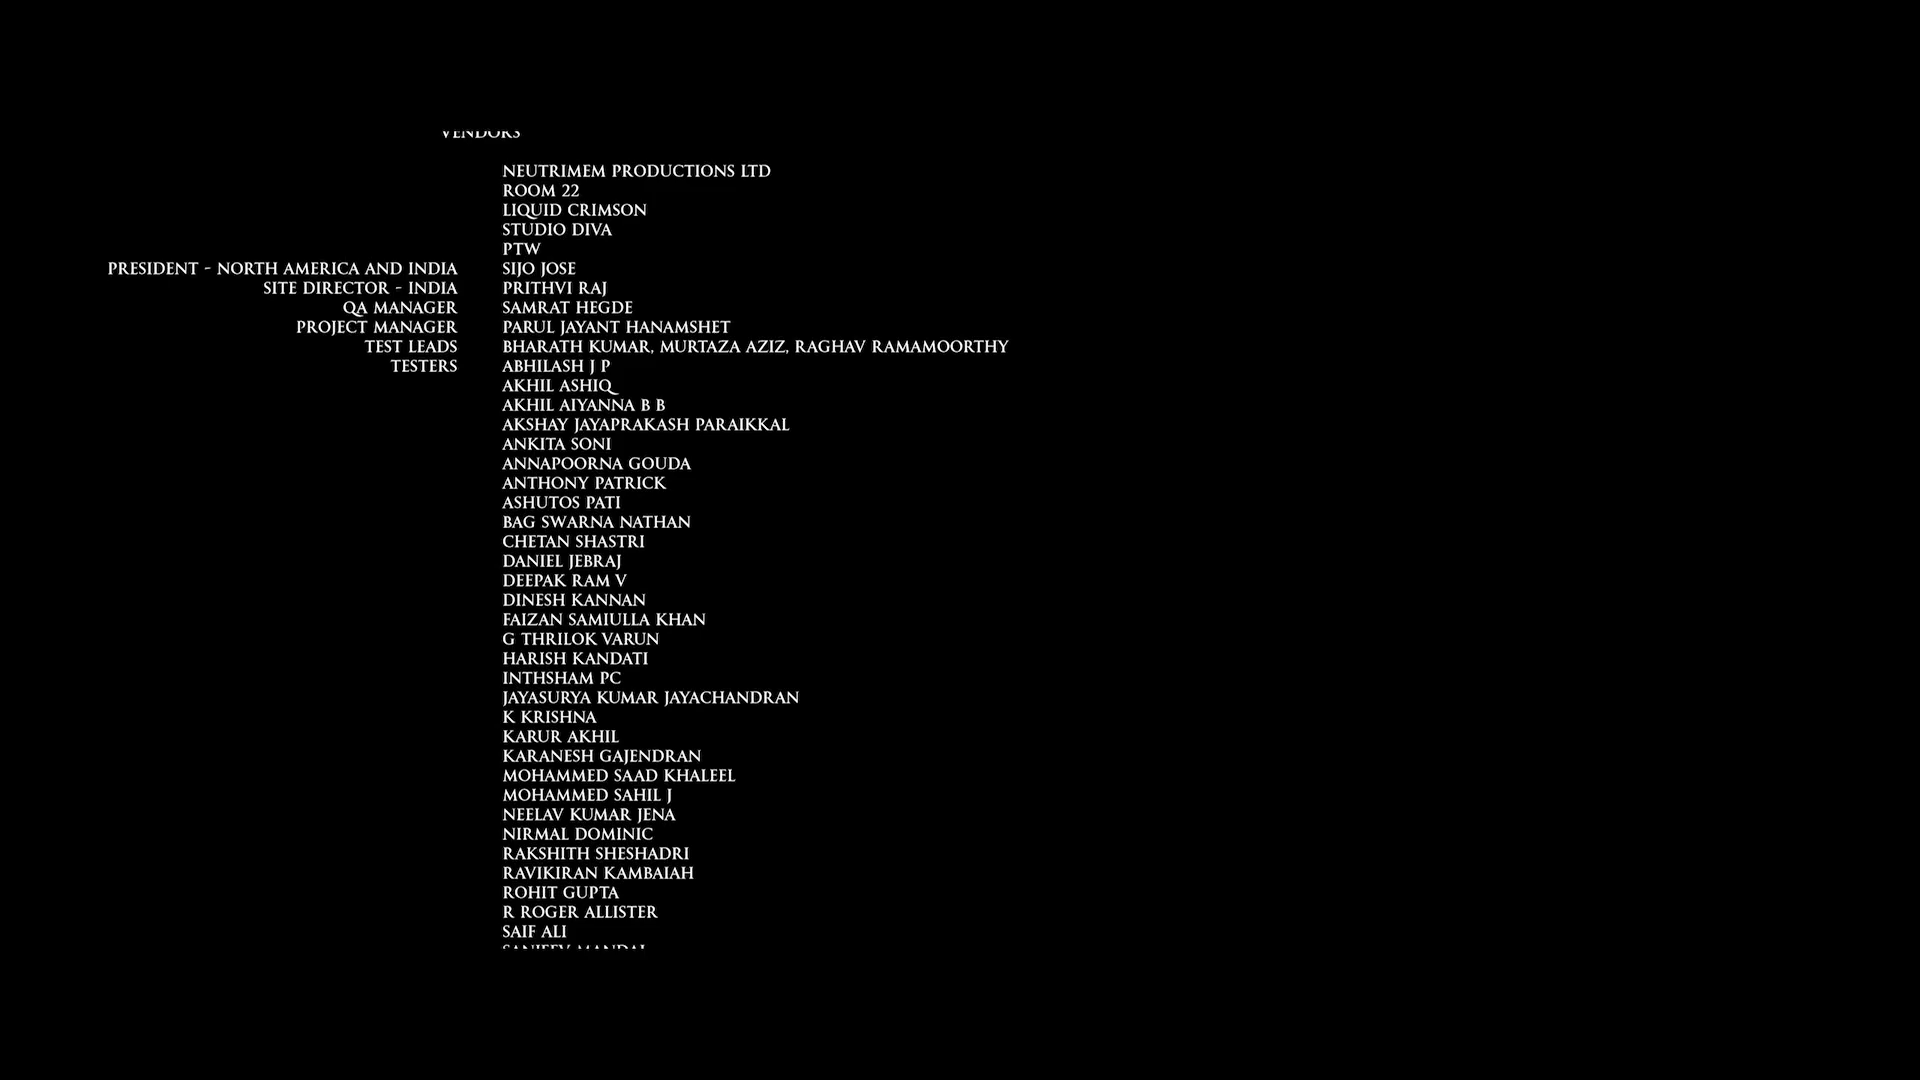 VENDORS
NEUTRIMEM PRODUCTIONS LTD
ROOM 22
LIQUID CRIMSON
STUDIO DIVA
PTW
PRESIDENT - NORTH AMERICA AND INDIA SIJO JOSE
SITE DIRECTOR - INDIA PRITHVI RAJ
QA MANAGER SAMRAT HEGDE
PROJECT MANAGER PARUL JAYANT HANAMSHET
TEST LEADS BHARATH KUMAR, MURTAZA AZIZ, RAGHAV RAMAMOORTHY
TESTERS ABHILASH J P
AKHIL ASHIQ
AKHIL AIYANNA B B
AKSHAY JAYAPRAKASH PARAIKKAL
ANKITA SONI
ANNAPOORNA GOUDA
ANTHONY PATRICK
ASHUTOS PATI
BAG SWARNA NATHAN
CHETAN SHASTRI
DANIEL JEBRAJ
DEEPAK RAM V
DINESH KANNAN
FAIZAN SAMIULLA KHAN
G THRILOK VARUN
HARISH KANDATI
INTHSHAM PC
JAYASURYA KUMAR JAYACHANDRAN
K KRISHNA
KARUR AKHIL
KARANESH GAJENDRAN
MOHAMMED SAAD KHALEEL
MOHAMMED SAHIL J
NEELAV KUMAR JENA
NIRMAL DOMINIC
RAKSHITH SHESHADRI
RAVIKIRAN KAMBAIAH
ROHIT GUPTA
R ROGER ALLISTER
SAIF ALI
SANJEEV MANDAL